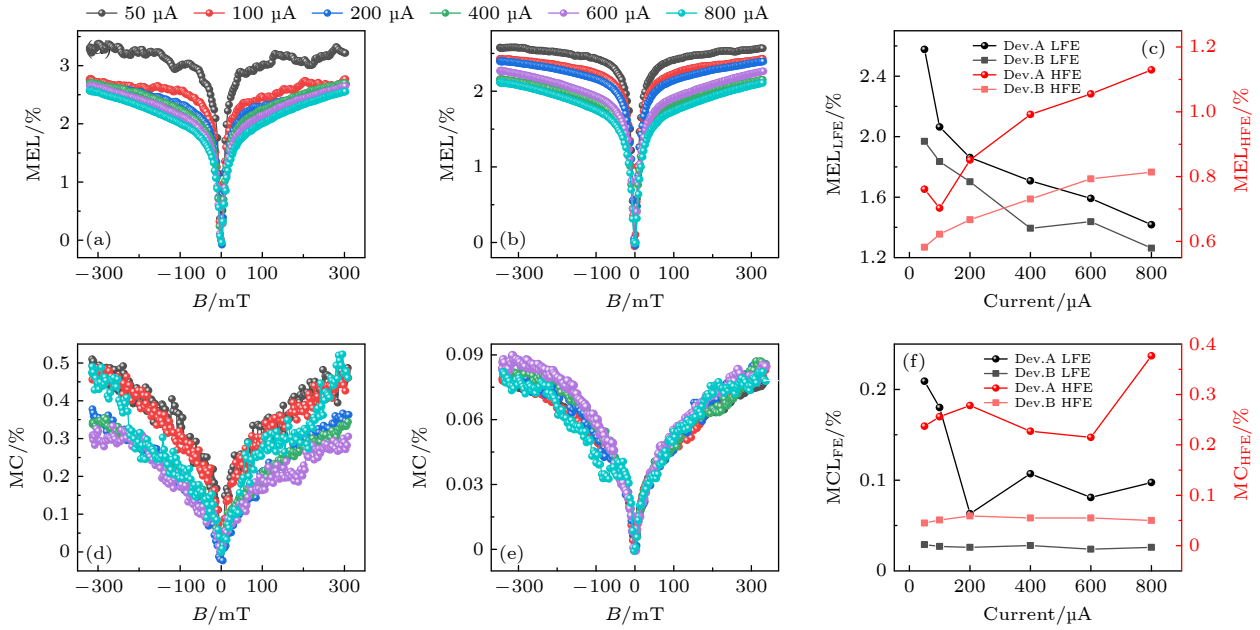 50 µA 100 µA 200 µA 400 µA 600 µA 800 µA
MEL/%
3
2
1
0
(a)
−300 −100 0 100 300
B/mT
MEL/%
2
1
0
(b)
−300 −100 0 100 300
B/mT
MEL_LFE/%
2.4
2.0
1.6
1.2
Dev.A LFE
Dev.B LFE
Dev.A HFE
Dev.B HFE
(c)
1.2
1.0
0.8
0.6
MEL_HFE/%
0 200 400 600 800
Current/µA
MC/%
0.5
0.4
0.3
0.2
0.1
0
(d)
−300 −100 0 100 300
B/mT
MC/%
0.09
0.06
0.03
0
(e)
−300 −100 0 100 300
B/mT
MCL_FE/%
0.2
0.1
0
(f)
Dev.A LFE
Dev.B LFE
Dev.A HFE
Dev.B HFE
0.4
0.3
0.2
0.1
0
MC_HFE/%
0 200 400 600 800
Current/µA